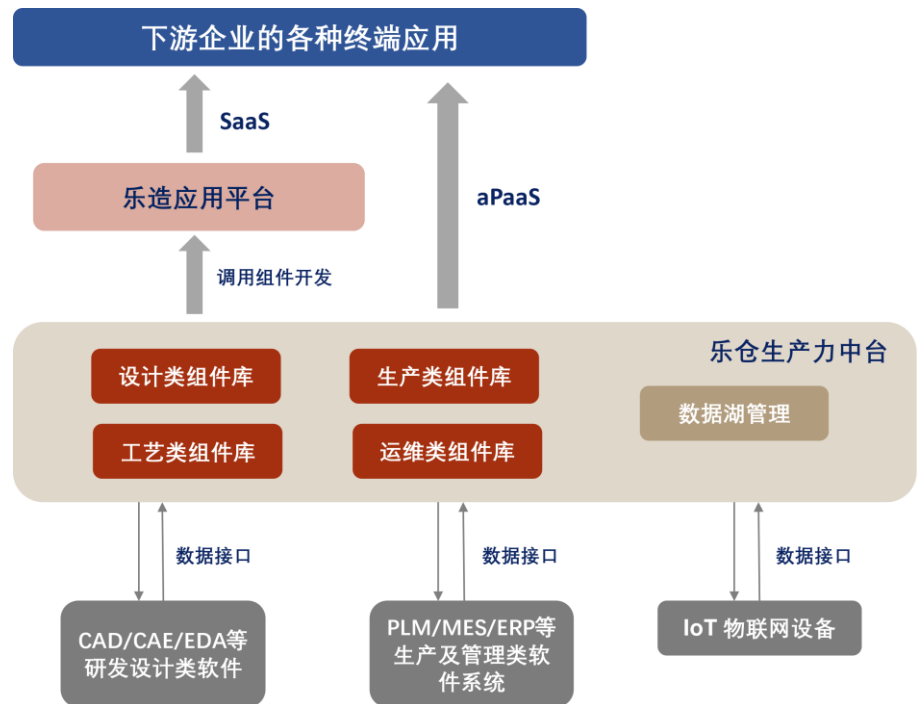 下游企业的各种终端应用
SaaS
乐造应用平台
aPaaS
调用组件开发
乐仓生产力中台
设计类组件库
生产类组件库
数据湖管理
工艺类组件库
运维类组件库
数据接口
数据接口
数据接口
CAD/CAE/EDA等
研发设计类软件
PLM/MES/ERP等
生产及管理类软
件系统
IoT 物联网设备